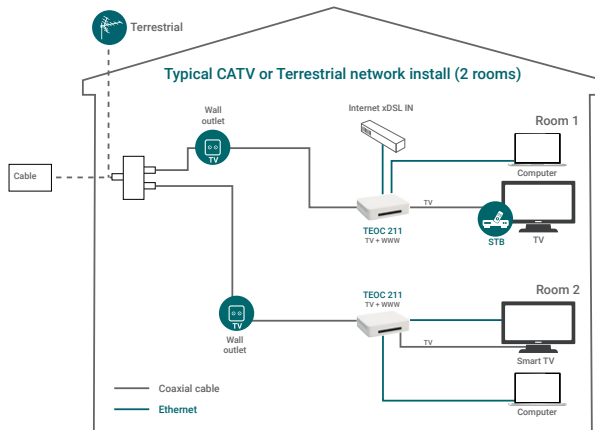 Terrestrial
Typical CATV or Terrestrial network install (2 rooms)
Wall
outlet
TV
Internet xDSL IN
Room 1
Computer
Cable
TEOC 211
TV + WWW
TV
STB
TV
Room 2
TEOC 211
TV + WWW
TV
Wall
outlet
TV
Smart TV
Coaxial cable
Ethernet
Computer